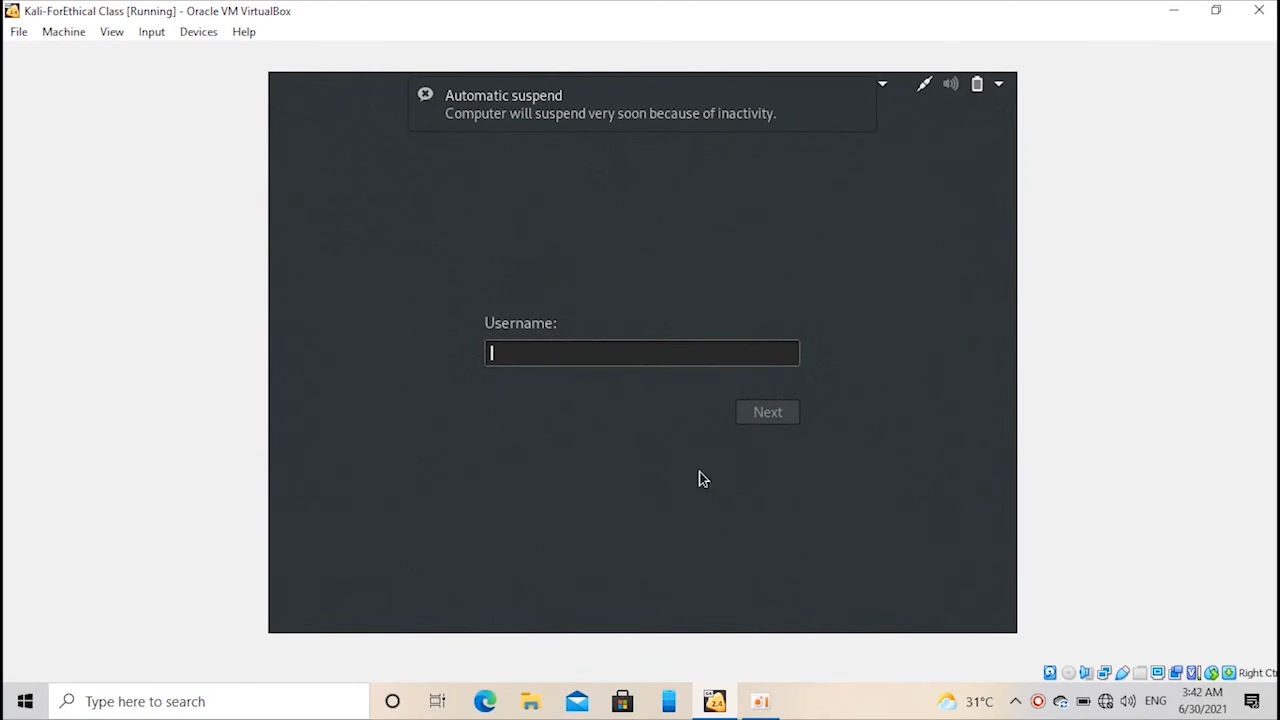 Kali-ForEthical Class [Running] - Oracle VM VirtualBox
File Machine View Input Devices Help
Automatic suspend
Computer will suspend very soon because of inactivity.
Username:
Next
Right Ct
Type here to search
31°C
ENG
3:42 AM
6/30/2021